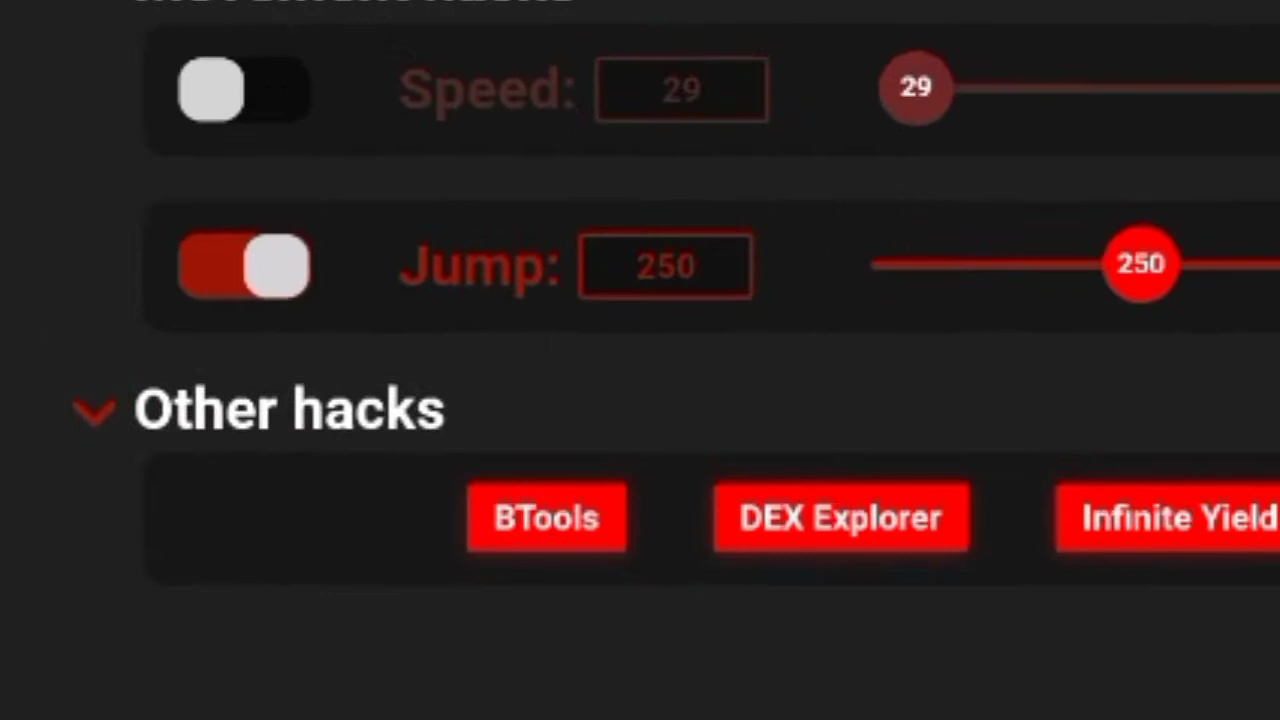 Speed: 29 29
Jump: 250 250
Other hacks
BTools DEX Explorer Infinite Yield